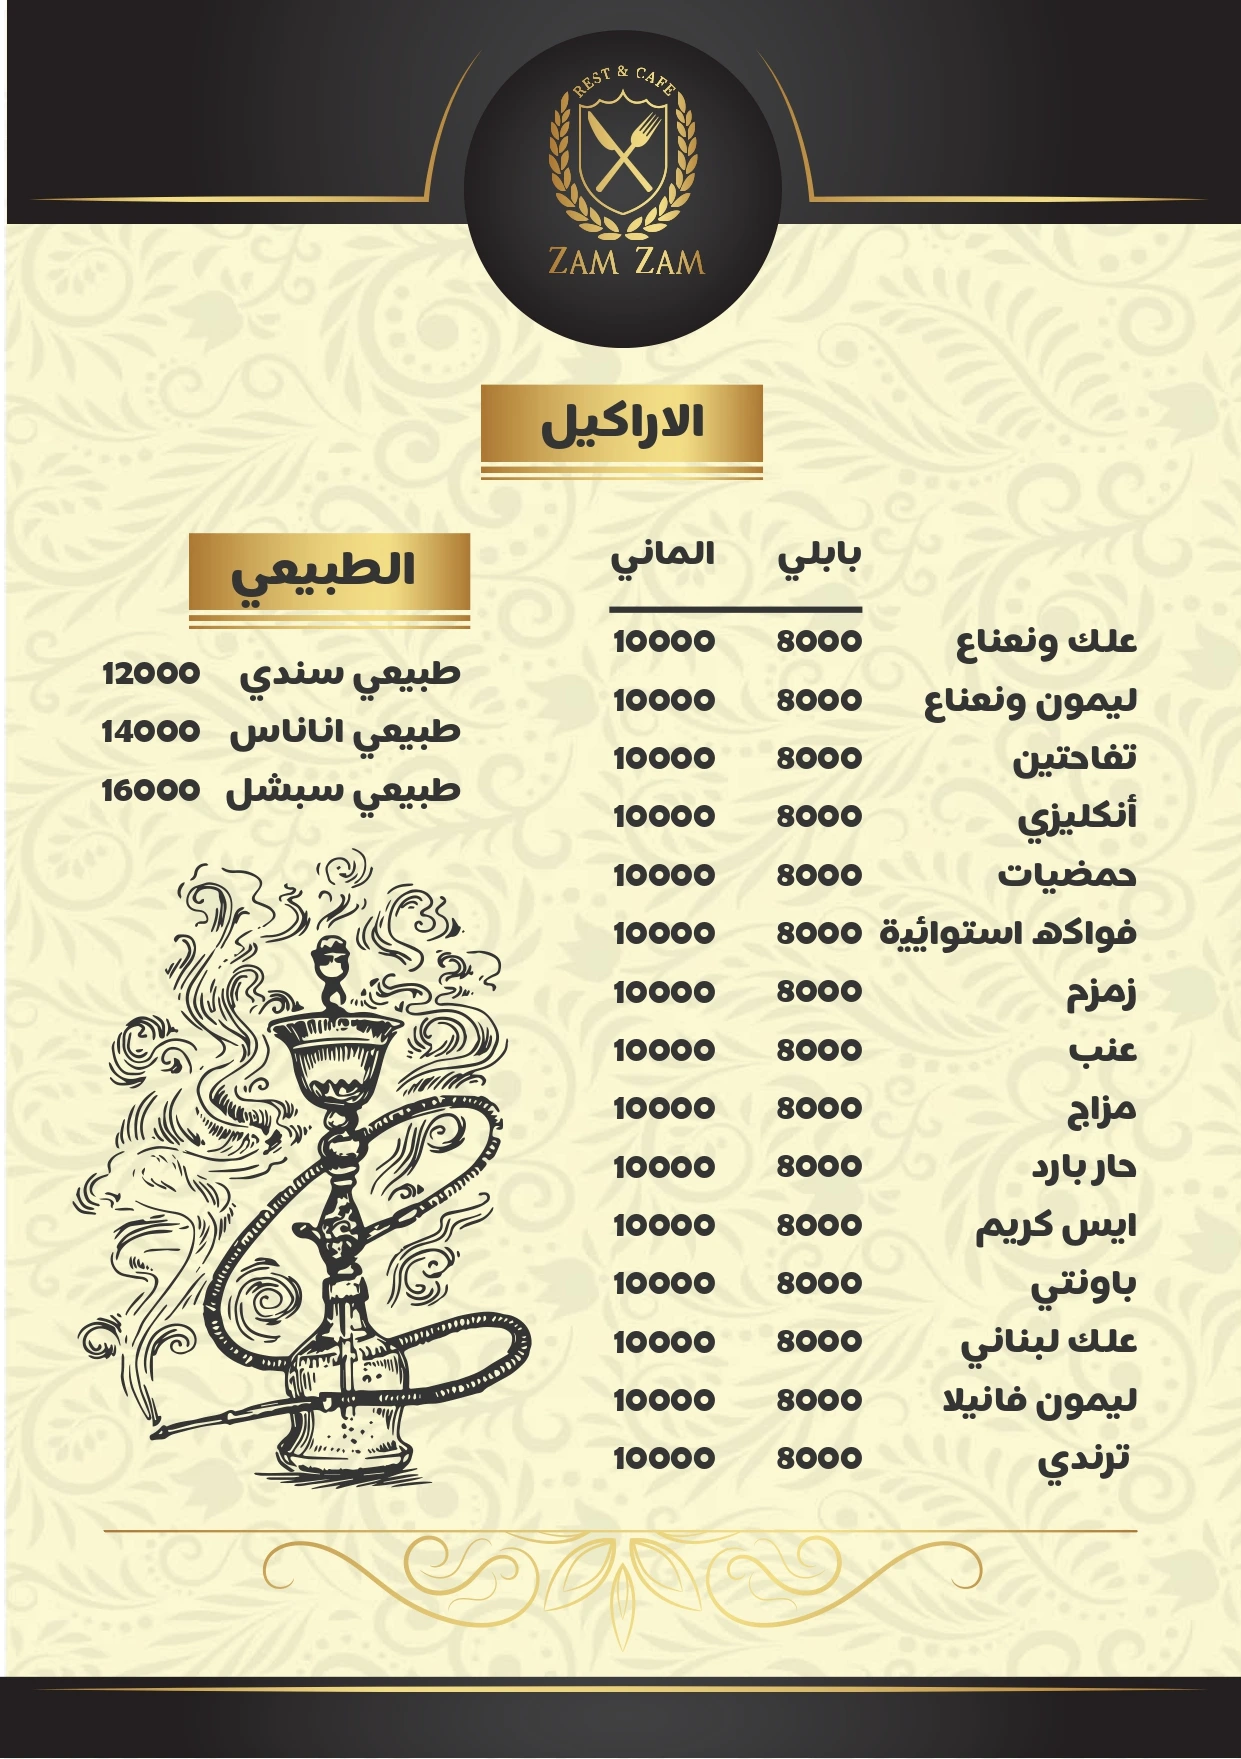 REST & CAFE
ZAM ZAM
الاراكيل
بابلي الماني
علك ونعناع 8000 10000
ليمون ونعناع 8000 10000
تفاحتين 8000 10000
أنكليزي 8000 10000
حمضيات 8000 10000
فواكه استوائية 8000 10000
زمزم 8000 10000
عنب 8000 10000
مزاج 8000 10000
حار بارد 8000 10000
ايس كريم 8000 10000
باونتي 8000 10000
علك لبناني 8000 10000
ليمون فانيلا 8000 10000
ترندي 8000 10000
الطبيعي
طبيعي سندي 12000
طبيعي اناناس 14000
طبيعي سبشل 16000